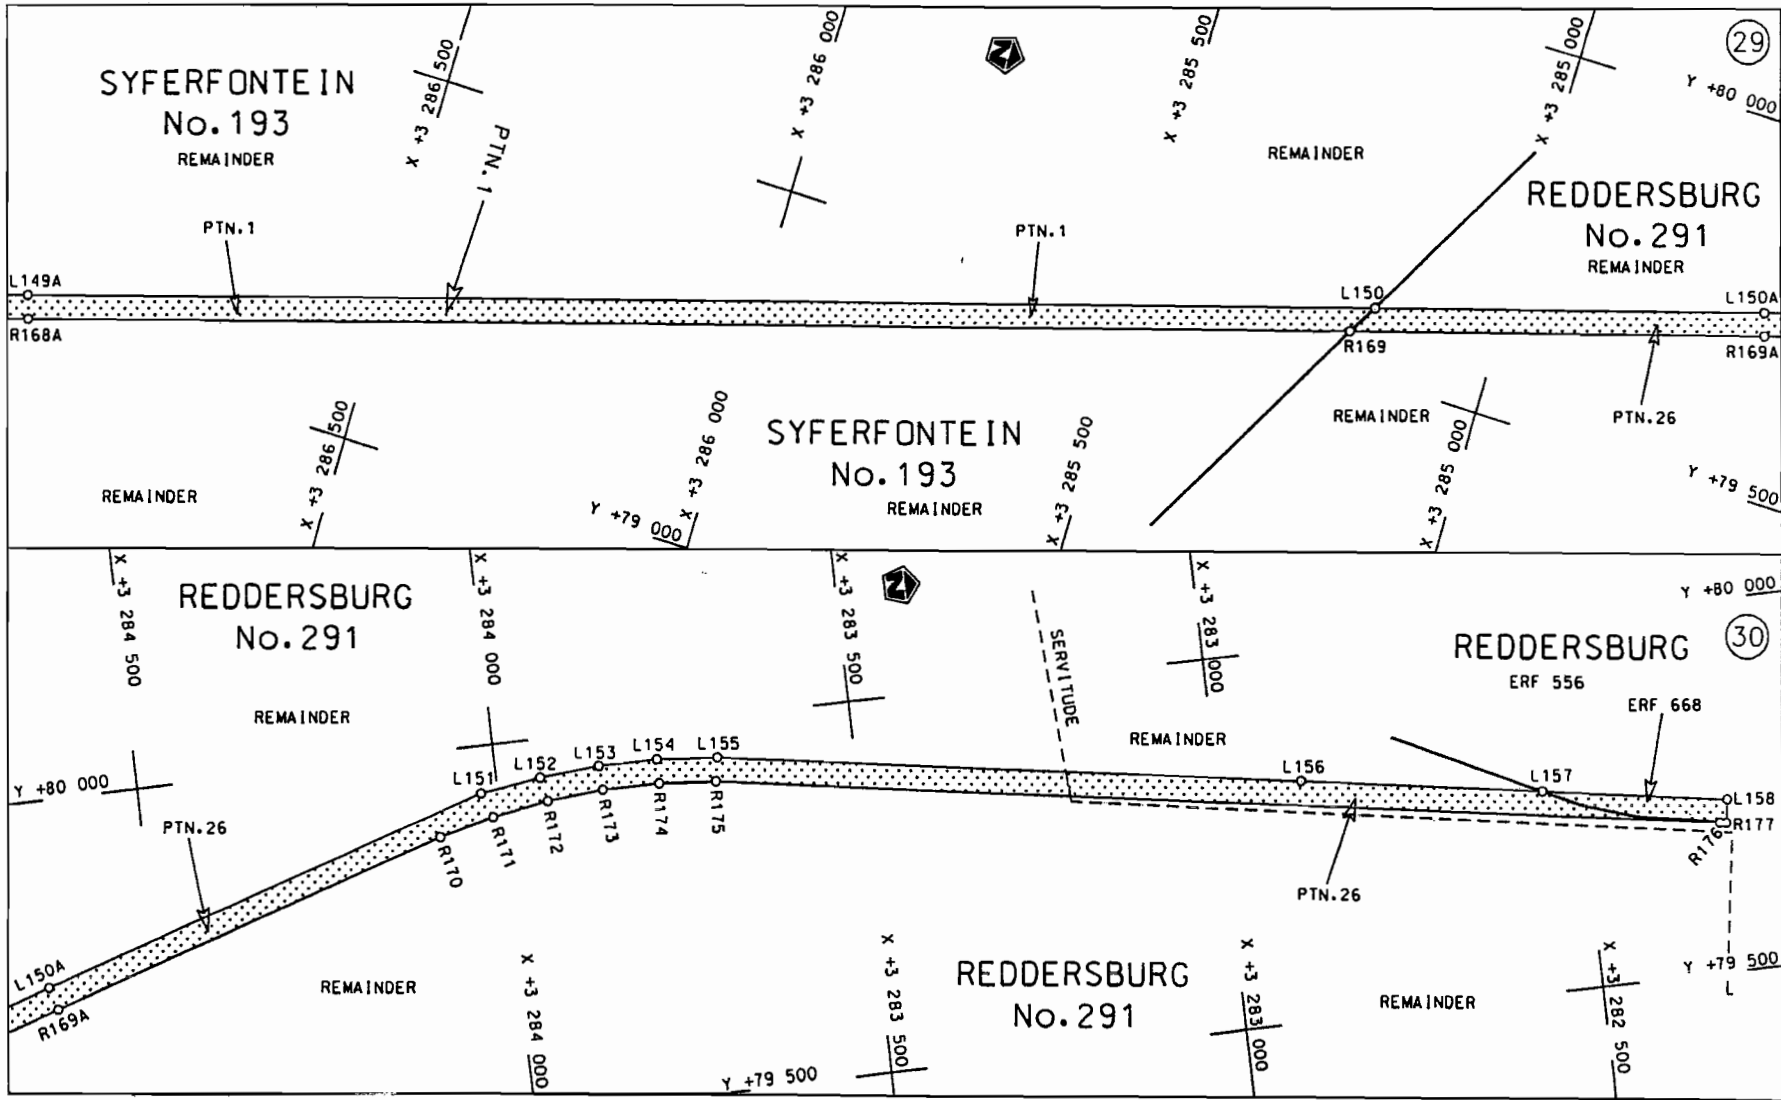 29
SYFERFONTEIN
No.193
REMAINDER
X +3 286 500
X +3 286 000
N
X +3 285 500
X +3 285 000
Y +80 000
PTN.1
PTN.1
PTN.1
REMAINDER
REDDERSBURG
No.291
REMAINDER
L149A
R168A
L150
R169
L150A
R169A
PTN.26
REMAINDER
X +3 286 500
Y +79 000
X +3 286 000
SYFERFONTEIN
No.193
REMAINDER
X +3 285 500
REMAINDER
X +3 285 000
Y +79 500
30
X +3 284 500
REDDERSBURG
No.291
REMAINDER
X +3 284 000
X +3 283 500
N
SERVITUDE
X +3 283 000
Y +80 000
REDDERSBURG
ERF 556
ERF 668
REMAINDER
Y +80 000
PTN.26
L150A
R169A
L151
L152
L153
L154
L155
R170
R171
R172
R173
R174
R175
L156
L157
L158
R177
R176
PTN.26
REMAINDER
X +3 284 000
Y +79 500
X +3 283 500
REDDERSBURG
No.291
X +3 283 000
REMAINDER
X +3 282 500
Y +79 500
L